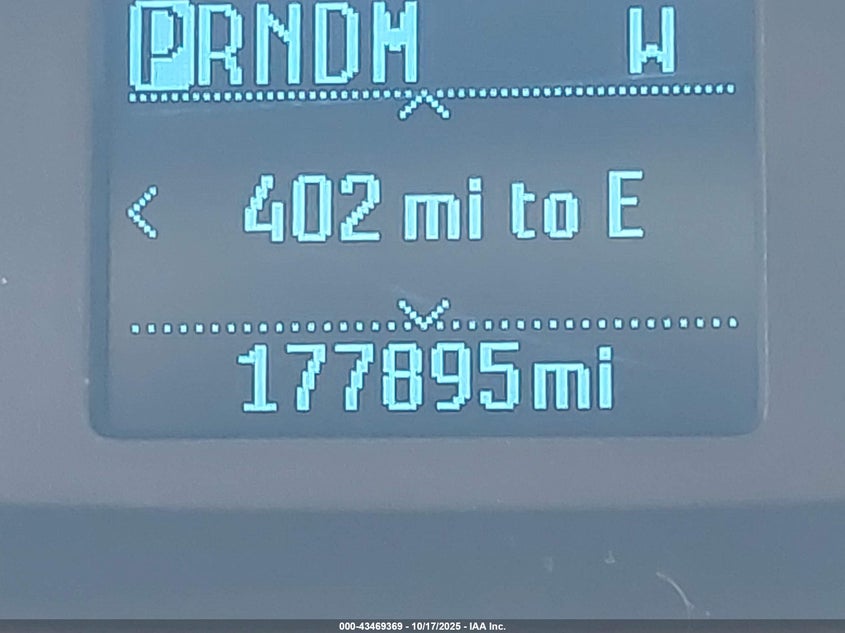 PRNDM W
402 mi to E
177895mi
000-43469369 - 10/17/2025 - IAA Inc.